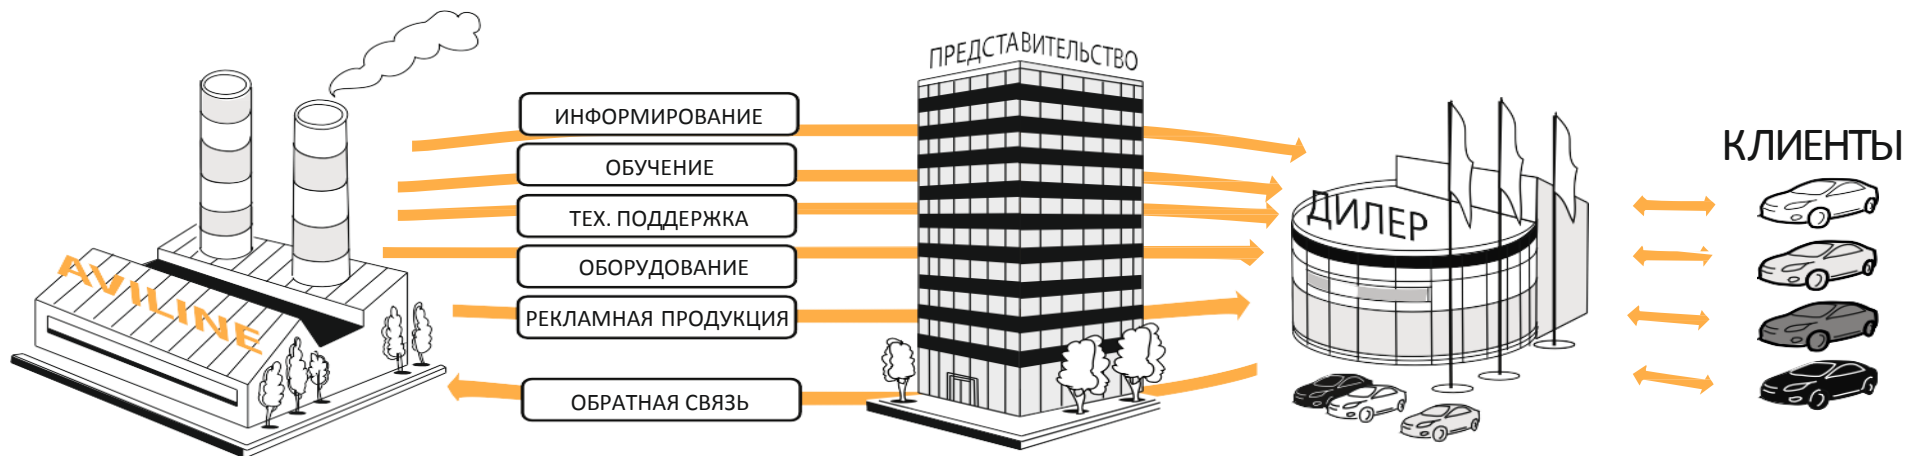 AVILINE
ИНФОРМИРОВАНИЕ
ОБУЧЕНИЕ
ТЕХ. ПОДДЕРЖКА
ОБОРУДОВАНИЕ
РЕКЛАМНАЯ ПРОДУКЦИЯ
ОБРАТНАЯ СВЯЗЬ
ПРЕДСТАВИТЕЛЬСТВО
ДИЛЕР
КЛИЕНТЫ